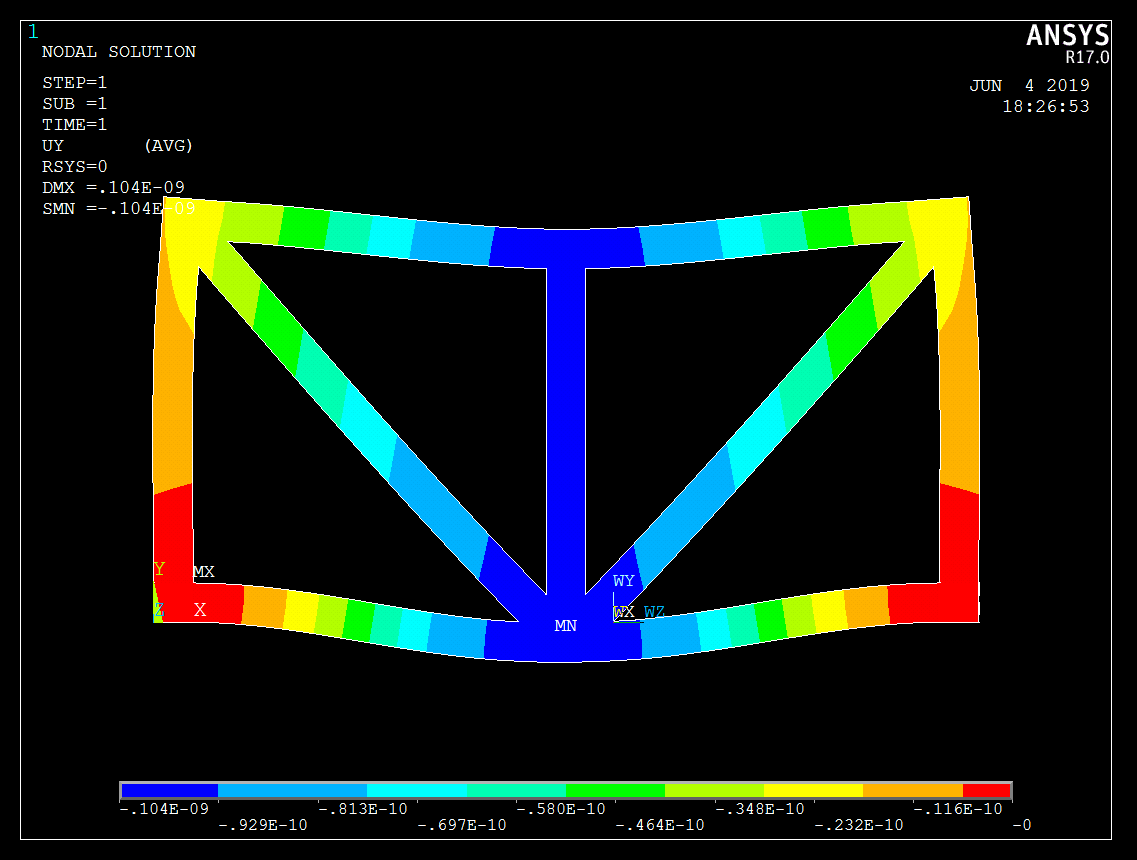 1
NODAL SOLUTION
ANSYS
R17.0
STEP=1
SUB =1
TIME=1
UY (AVG)
RSYS=0
DMX =.104E-09
SMN =-.104E-09
JUN 4 2019
18:26:53
Y
MX
Z X
WY
WX WZ
MN
-.104E-09 -.813E-10 -.580E-10 -.348E-10 -.116E-10
-.929E-10 -.697E-10 -.464E-10 -.232E-10 -0